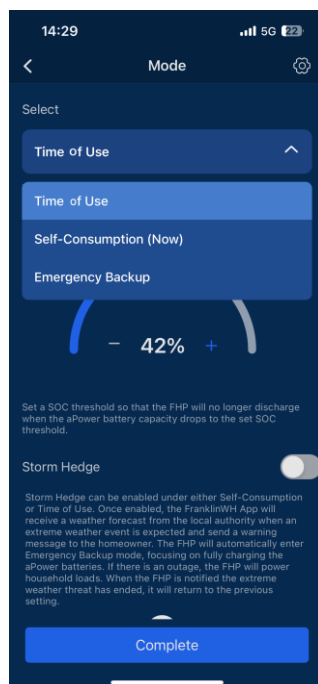 14:29
5G 22
Mode
Select
Time of Use
Time of Use
Self-Consumption (Now)
Emergency Backup
− 42% +
Set a SOC threshold so that the FHP will no longer discharge
when the aPower battery capacity drops to the set SOC
threshold.
Storm Hedge
Storm Hedge can be enabled under either Self-Consumption
or Time of Use. Once enabled, the FranklinWH App will
receive a weather forecast from the local authority when an
extreme weather event is expected and send a warning
message to the homeowner. The FHP will automatically enter
Emergency Backup mode, focusing on fully charging the
aPower batteries. If there is an outage, the FHP will power
household loads. When the FHP is notified the extreme
weather threat has ended, it will return to the previous
setting.
Complete